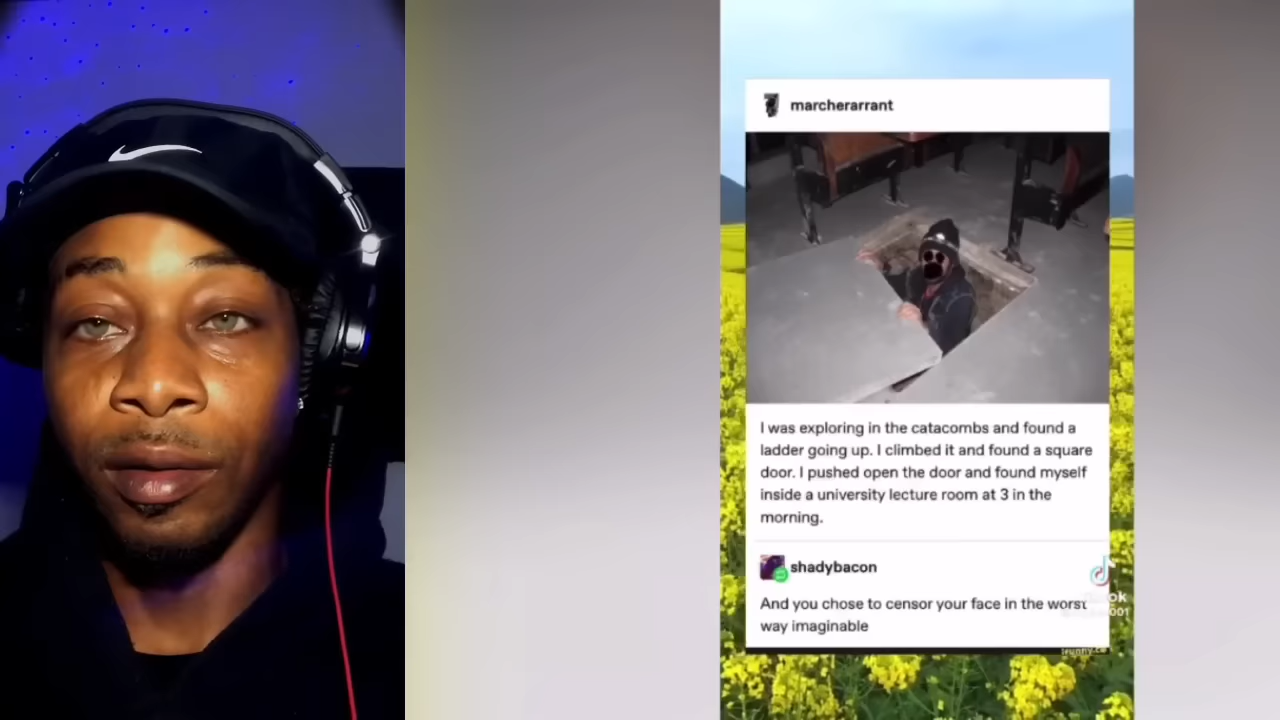 marcherarrant
I was exploring in the catacombs and found a
ladder going up. I climbed it and found a square
door. I pushed open the door and found myself
inside a university lecture room at 3 in the
morning.
shadybacon
And you chose to censor your face in the worst
way imaginable
ifunny.co